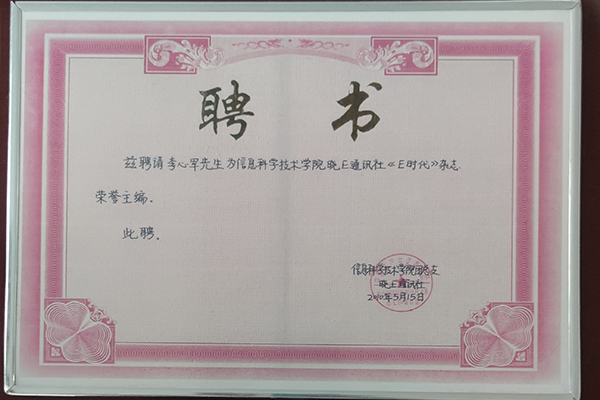 聘 书
兹聘请李心军先生为信息科学技术学院晓E通讯社《E时代》杂志
荣誉主编.
此聘.
信息科学技术学院团总支
晓E通讯社
2010年5月15日